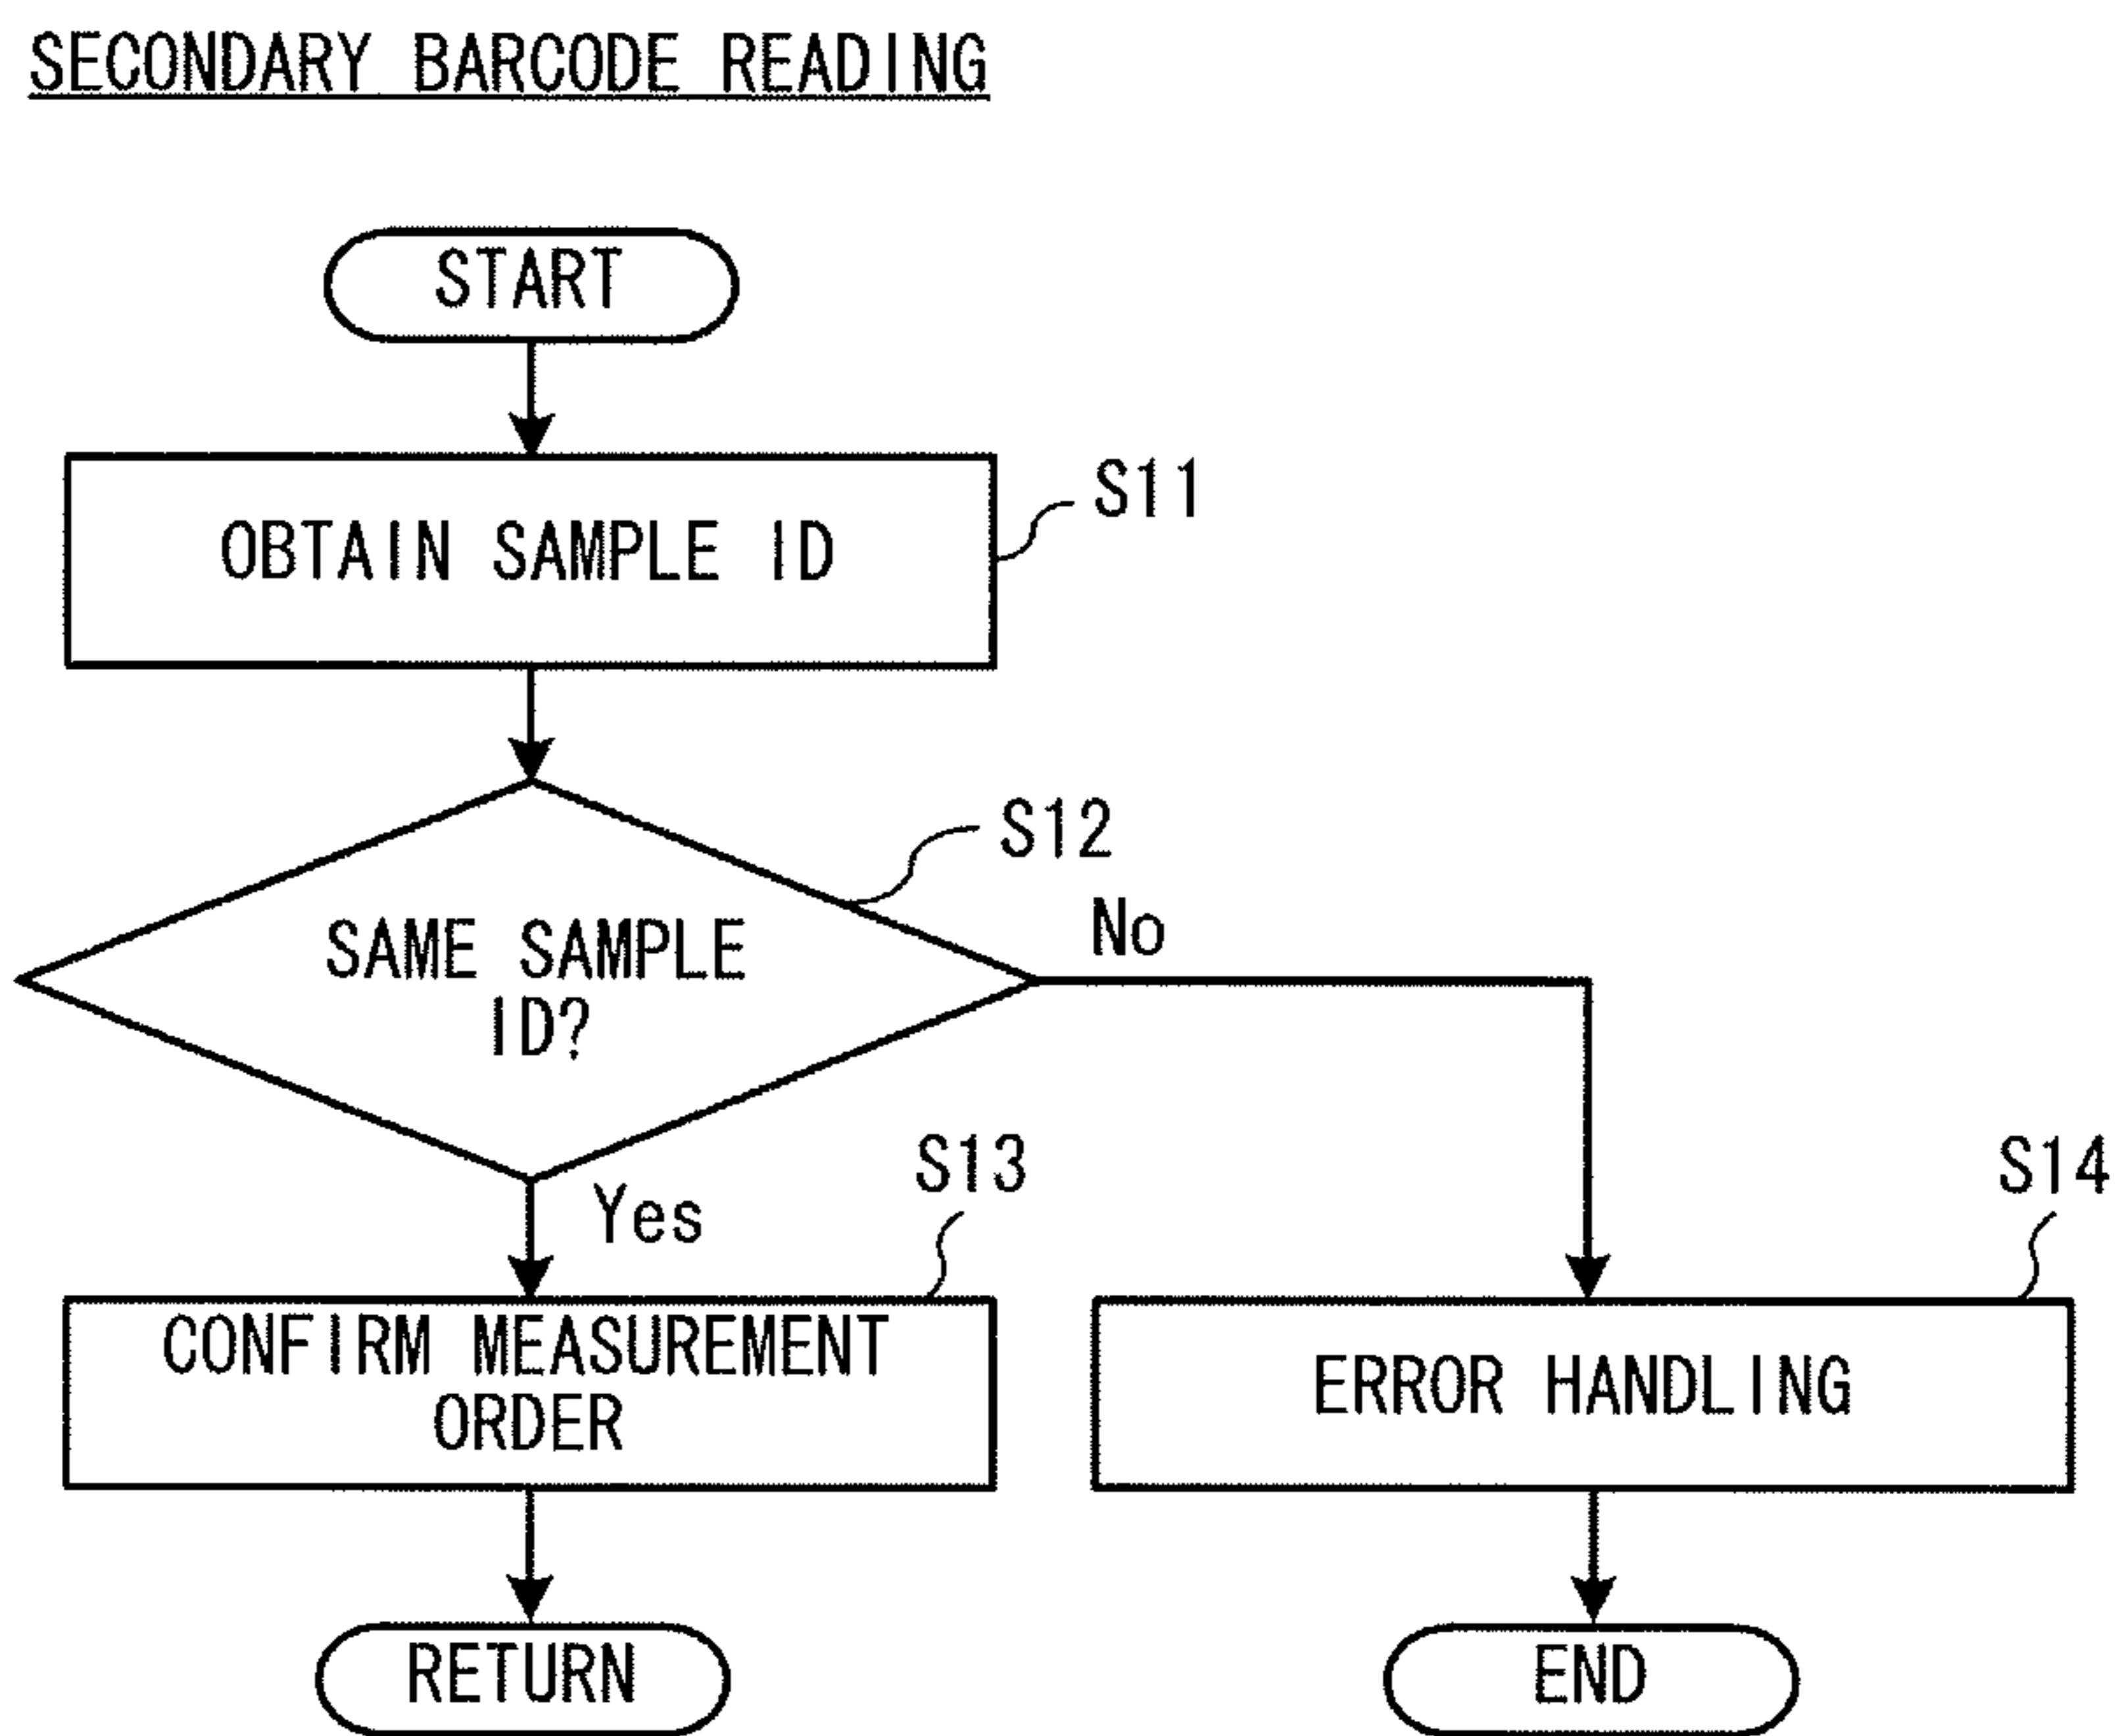 SECONDARY BARCODE READING
START
OBTAIN SAMPLE ID
S11
SAME SAMPLE
ID?
S12
No
Yes
CONFIRM MEASUREMENT
ORDER
S13
ERROR HANDLING
S14
RETURN
END